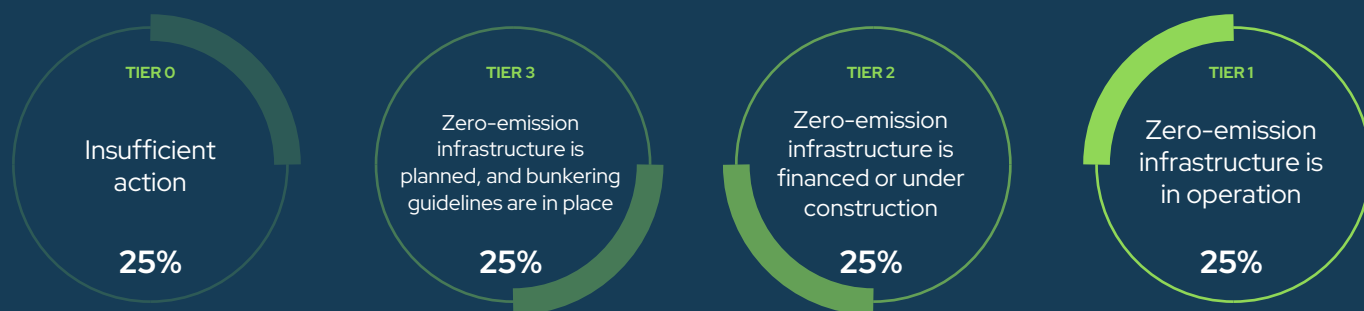 TIER 0
Insufficient
action
25%
TIER 3
Zero-emission
infrastructure is
planned, and bunkering
guidelines are in place
25%
TIER 2
Zero-emission
infrastructure is
financed or under
construction
25%
TIER 1
Zero-emission
infrastructure is
in operation
25%